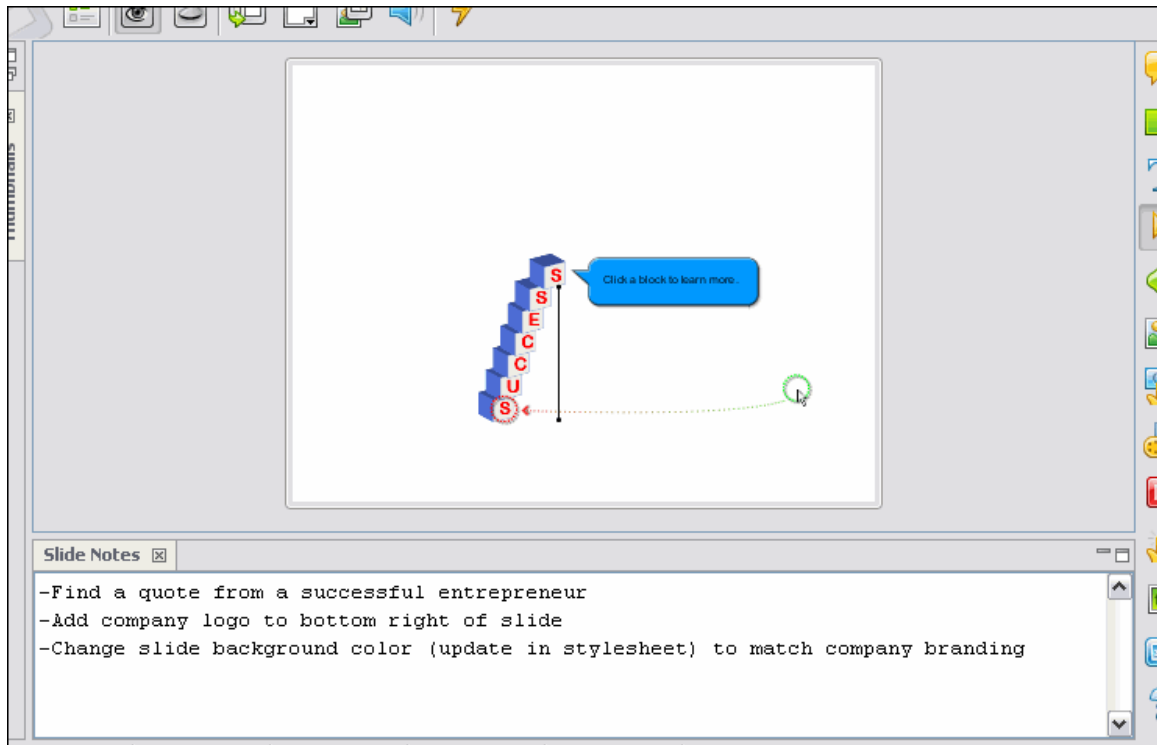 Thumbnails
S
S
E
C
C
U
S
Click a block to learn more.
Slide Notes
-Find a quote from a successful entrepreneur
-Add company logo to bottom right of slide
-Change slide background color (update in stylesheet) to match company branding